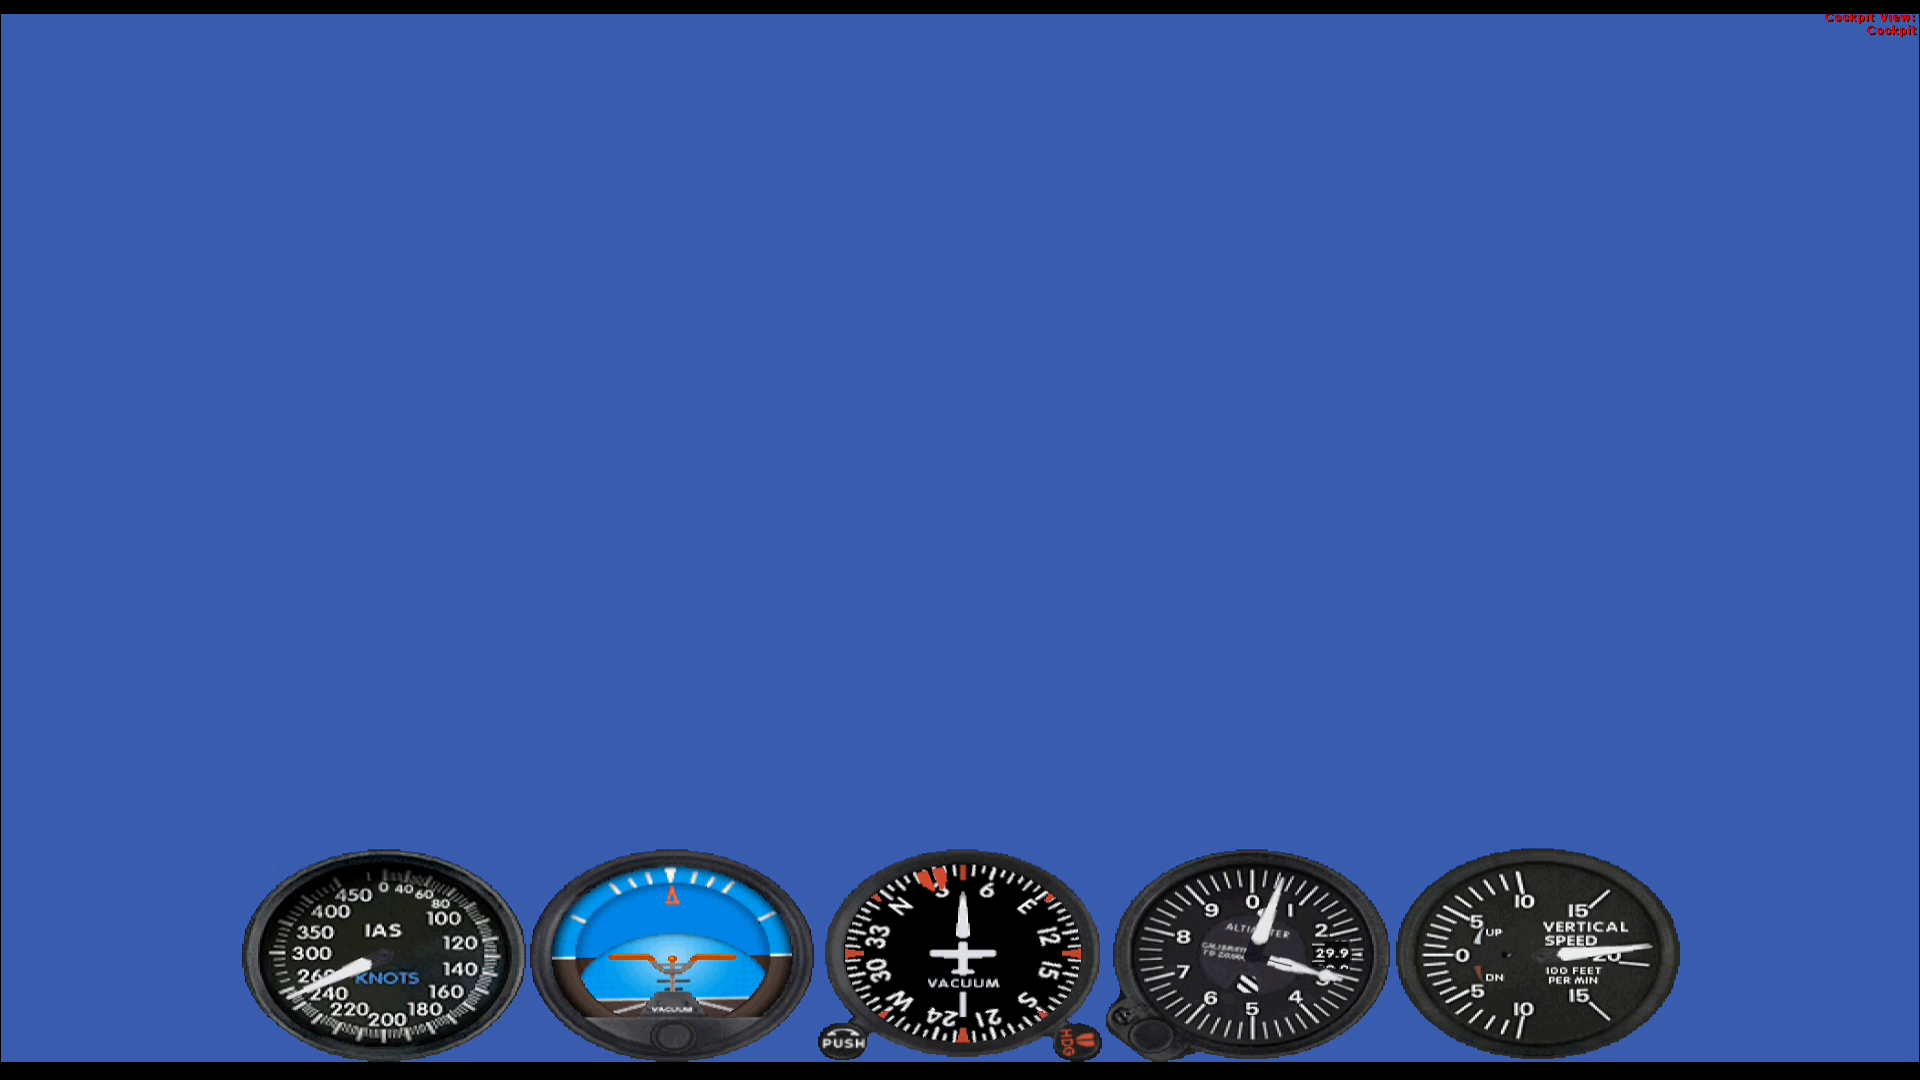 Cockpit View:
Cockpit
450 0 40 60 80
400 100
350 IAS 120
300
260 KNOTS 140
240 160
220 200 180
VACUUM
N 3 6 E
33 12
30 15
VACUUM
W 24 21 S
PUSH
HDG
0 1
9 2
ALTIMETER
8 29.9
7 3
6 5 4
10 15
5 UP VERTICAL
SPEED
0 20
DN 100 FEET
PER MIN
5 10 15